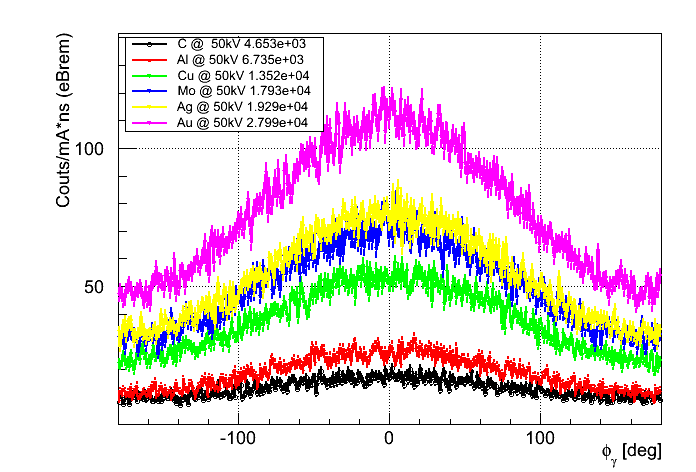 Couts/mA*ns (eBrem)
C @ 50kV 4.653e+03
Al @ 50kV 6.735e+03
Cu @ 50kV 1.352e+04
Mo @ 50kV 1.793e+04
Ag @ 50kV 1.929e+04
Au @ 50kV 2.799e+04
100
50
-100 0 100
ϕγ [deg]